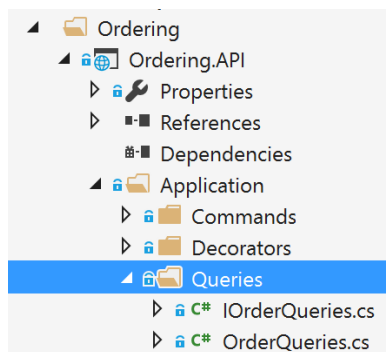 Ordering
Ordering.API
Properties
References
Dependencies
Application
Commands
Decorators
Queries
C# IOrderQueries.cs
C# OrderQueries.cs